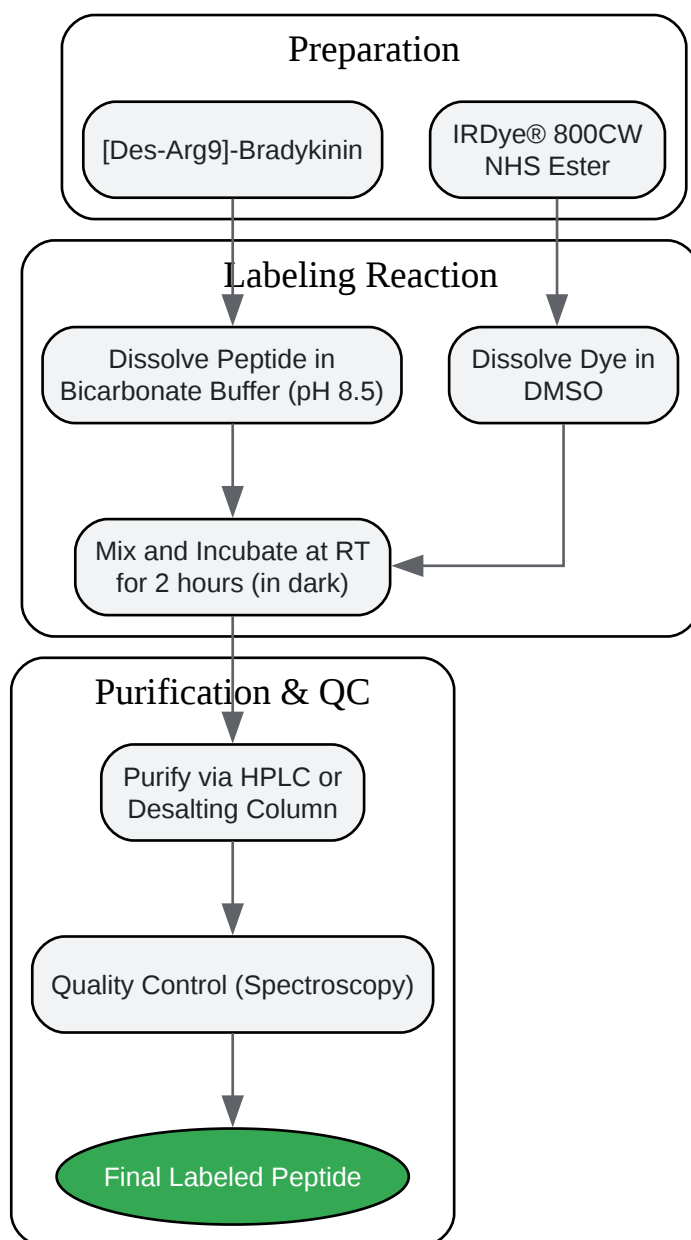 Preparation
[Des-Arg9]-Bradykinin
IRDye® 800CW
NHS Ester
Labeling Reaction
Dissolve Peptide in
Bicarbonate Buffer (pH 8.5)
Dissolve Dye in
DMSO
Mix and Incubate at RT
for 2 hours (in dark)
Purification & QC
Purify via HPLC or
Desalting Column
Quality Control (Spectroscopy)
Final Labeled Peptide